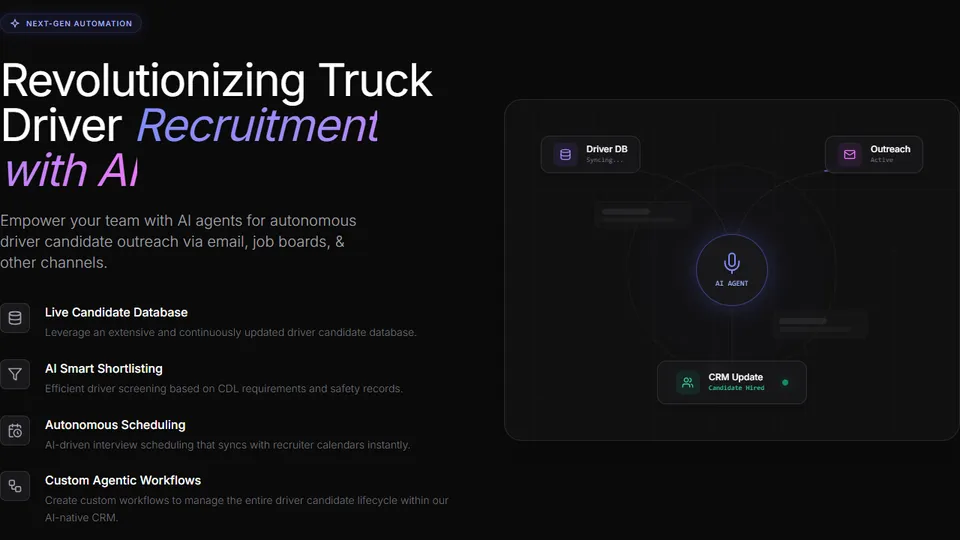 NEXT-GEN AUTOMATION
Revolutionizing Truck
Driver Recruitment
with AI
Empower your team with AI agents for autonomous
driver candidate outreach via email, job boards, &
other channels.
Live Candidate Database
Leverage an extensive and continuously updated driver candidate database.
AI Smart Shortlisting
Efficient driver screening based on CDL requirements and safety records.
Autonomous Scheduling
AI-driven interview scheduling that syncs with recruiter calendars instantly.
Custom Agentic Workflows
Create custom workflows to manage the entire driver candidate lifecycle within our
AI-native CRM.
Driver DB
Syncing...
Outreach
Active
AI AGENT
CRM Update
Candidate Hired